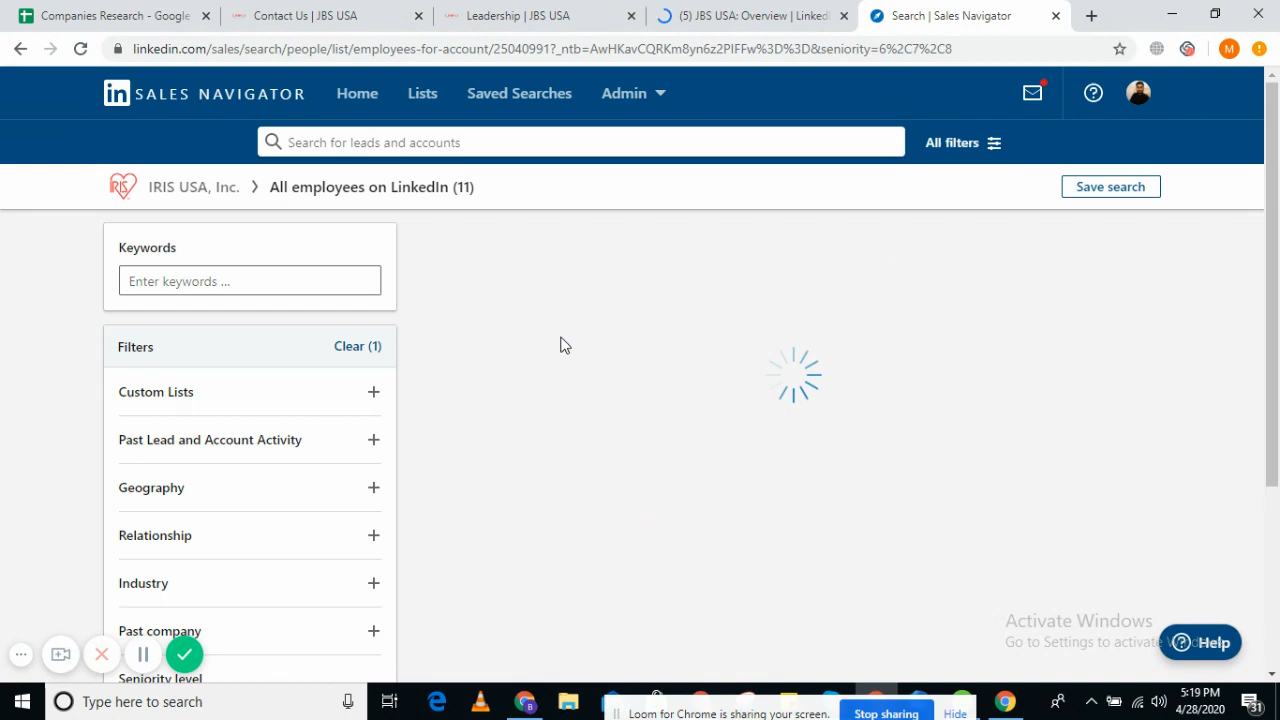 Companies Research - Google
Contact Us | JBS USA
Leadership | JBS USA
(5) JBS USA: Overview | LinkedI
Search | Sales Navigator
linkedin.com/sales/search/people/list/employees-for-account/25040991?_ntb=AwHKavCQRKm8yn6z2PIFFw%3D%3D&seniority=6%2C7%2C8
M
in SALES NAVIGATOR
Home
Lists
Saved Searches
Admin
Search for leads and accounts
All filters
IRIS
IRIS USA, Inc.
All employees on LinkedIn (11)
Save search
Keywords
Enter keywords ...
Filters
Clear (1)
Custom Lists
Past Lead and Account Activity
Geography
Relationship
Industry
Past company
Seniority level
Activate Windows
Go to Settings to activate
Help
Type here to search
Loom for Chrome is sharing your screen.
Stop sharing
Hide
5:19 PM
4/28/2020
31